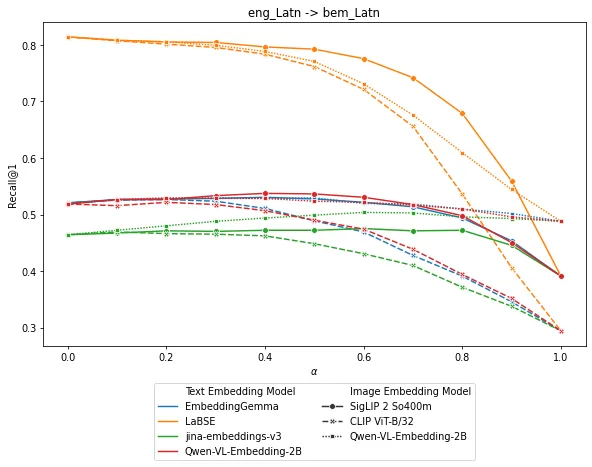 eng_Latn -> bem_Latn
Recall@1
0.8
0.7
0.6
0.5
0.4
0.3
0.0 0.2 0.4 0.6 0.8 1.0
α
Text Embedding Model
EmbeddingGemma
LaBSE
jina-embeddings-v3
Qwen-VL-Embedding-2B
Image Embedding Model
SigLIP 2 So400m
CLIP ViT-B/32
Qwen-VL-Embedding-2B